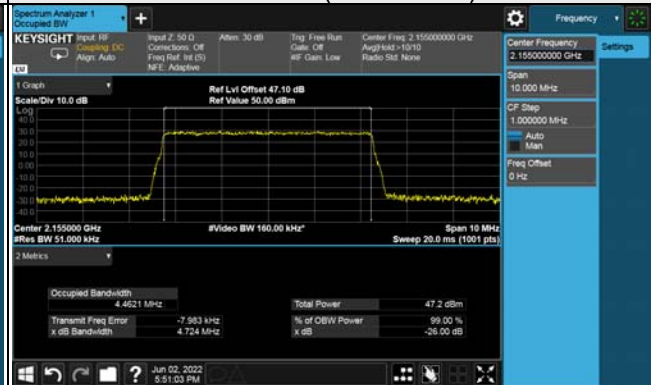 Spectrum Analyzer 1
Occupied BW
+
Frequency
KEYSIGHT Input: RF
Coupling: DC
Align: Auto
Input Z: 50 Ω
Corrections: Off
Freq Ref: Int (S)
NFE: Adaptive
Atten: 30 dB
Trig: Free Run
Gate: Off
#IF Gain: Low
Center Freq: 2.155000000 GHz
Avg|Hold:>10/10
Radio Std: None
Center Frequency
2.155000000 GHz
Settings
Span
10.000 MHz
CF Step
1.000000 MHz
Auto
Man
Freq Offset
0 Hz
1 Graph
Scale/Div 10.0 dB
Ref Lvl Offset 47.10 dB
Ref Value 50.00 dBm
Log
40.0
30.0
20.0
10.0
0.00
-10.0
-20.0
-30.0
-40.0
Center 2.155000 GHz
#Res BW 51.000 kHz
#Video BW 160.00 kHz*
Span 10 MHz
Sweep 20.0 ms (1001 pts)
2 Metrics
Occupied Bandwidth
4.4621 MHz
Total Power 47.2 dBm
Transmit Freq Error -7.983 kHz
% of OBW Power 99.00 %
x dB Bandwidth 4.724 MHz
x dB -26.00 dB
?
Jun 02, 2022
5:51:03 PM